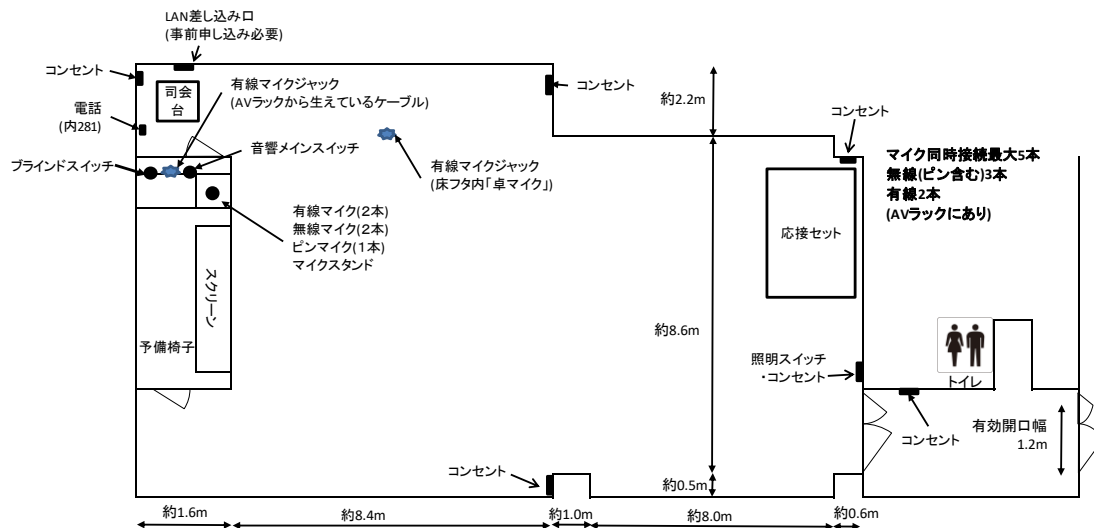 LAN差し込み口
(事前申し込み必要)
コンセント
司会
台
有線マイクジャック
(AVラックから生えているケーブル)
コンセント
約2.2m
電話
(内281)
コンセント
ブラインドスイッチ
音響メインスイッチ
有線マイクジャック
(床フタ内「卓マイク」)
マイク同時接続最大5本
無線(ピン含む)3本
有線2本
(AVラックにあり)
有線マイク(2本)
無線マイク(2本)
ピンマイク(1本)
マイクスタンド
応接セット
スクリーン
予備椅子
約8.6m
照明スイッチ
・コンセント
トイレ
有効開口幅
1.2m
コンセント
コンセント
約0.5m
約1.6m
約8.4m
約1.0m
約8.0m
約0.6m